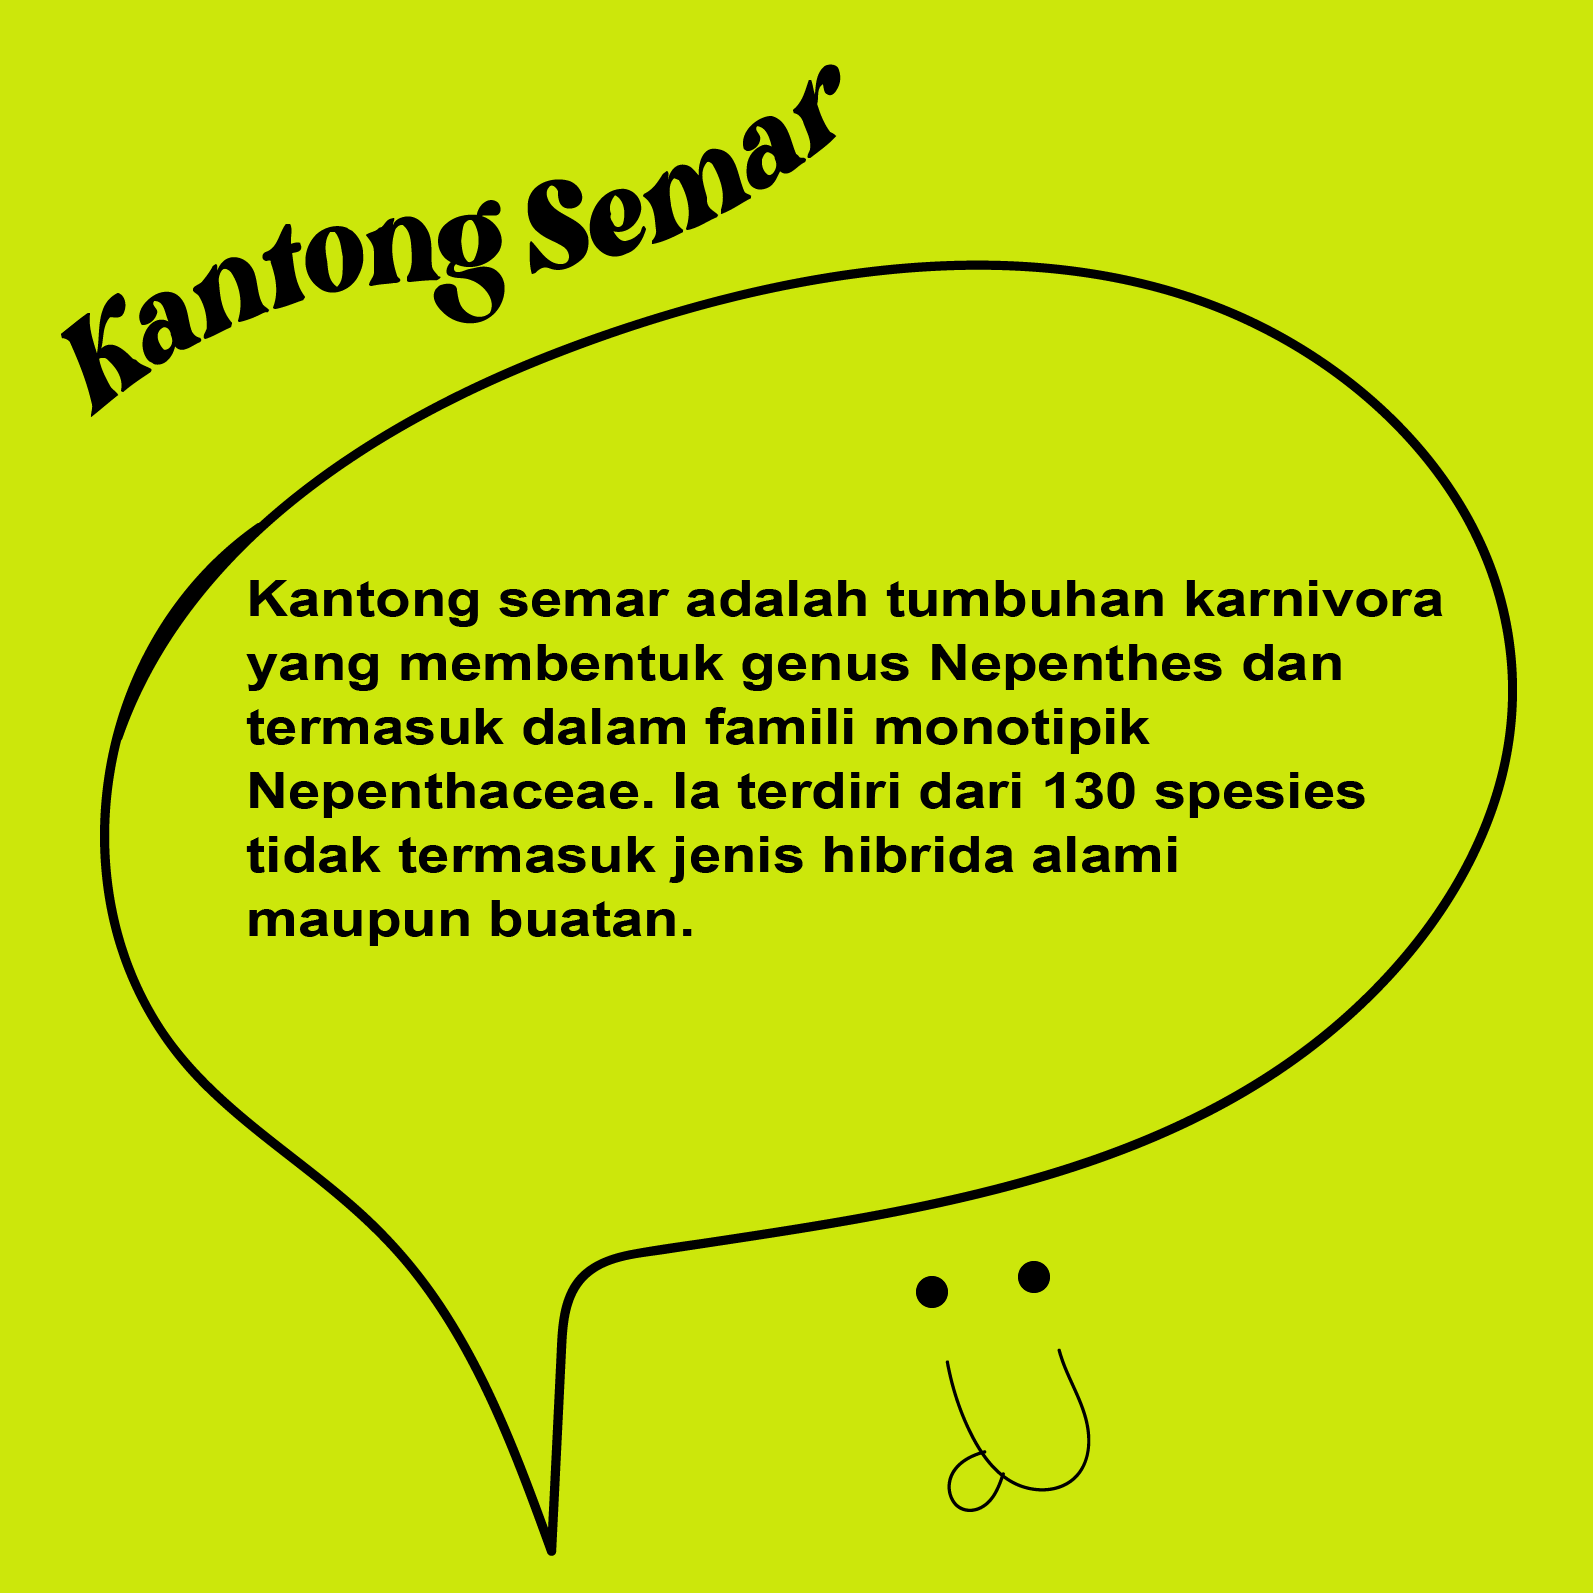 Kantong Semar
Kantong semar adalah tumbuhan karnivora
yang membentuk genus Nepenthes dan
termasuk dalam famili monotipik
Nepenthaceae. Ia terdiri dari 130 spesies
tidak termasuk jenis hibrida alami
maupun buatan.